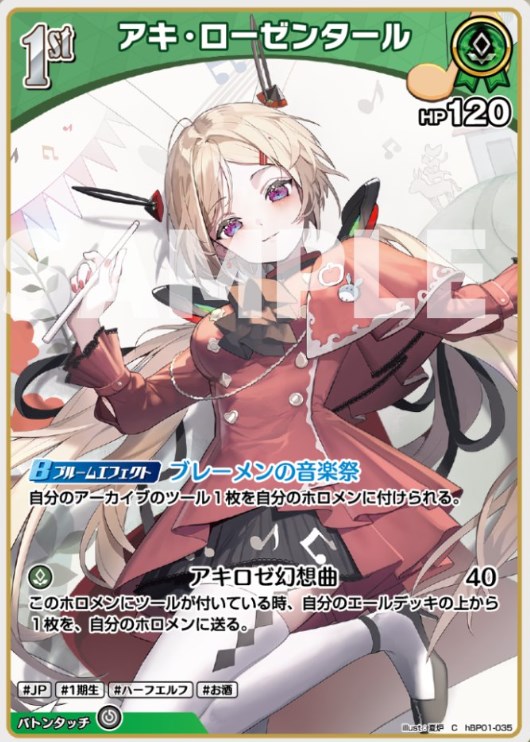 1st
アキ・ローゼンタール
HP120
SAMPLE
Bブルームエフェクト ブレーメンの音楽祭
自分のアーカイブのツール1枚を自分のホロメンに付けられる。
アキロゼ幻想曲 40
このホロメンにツールが付いている時、自分のエールデッキの上から
1枚を、自分のホロメンに送る。
#JP #1期生 #ハーフエルフ #お酒
バトンタッチ
C hBP01-035